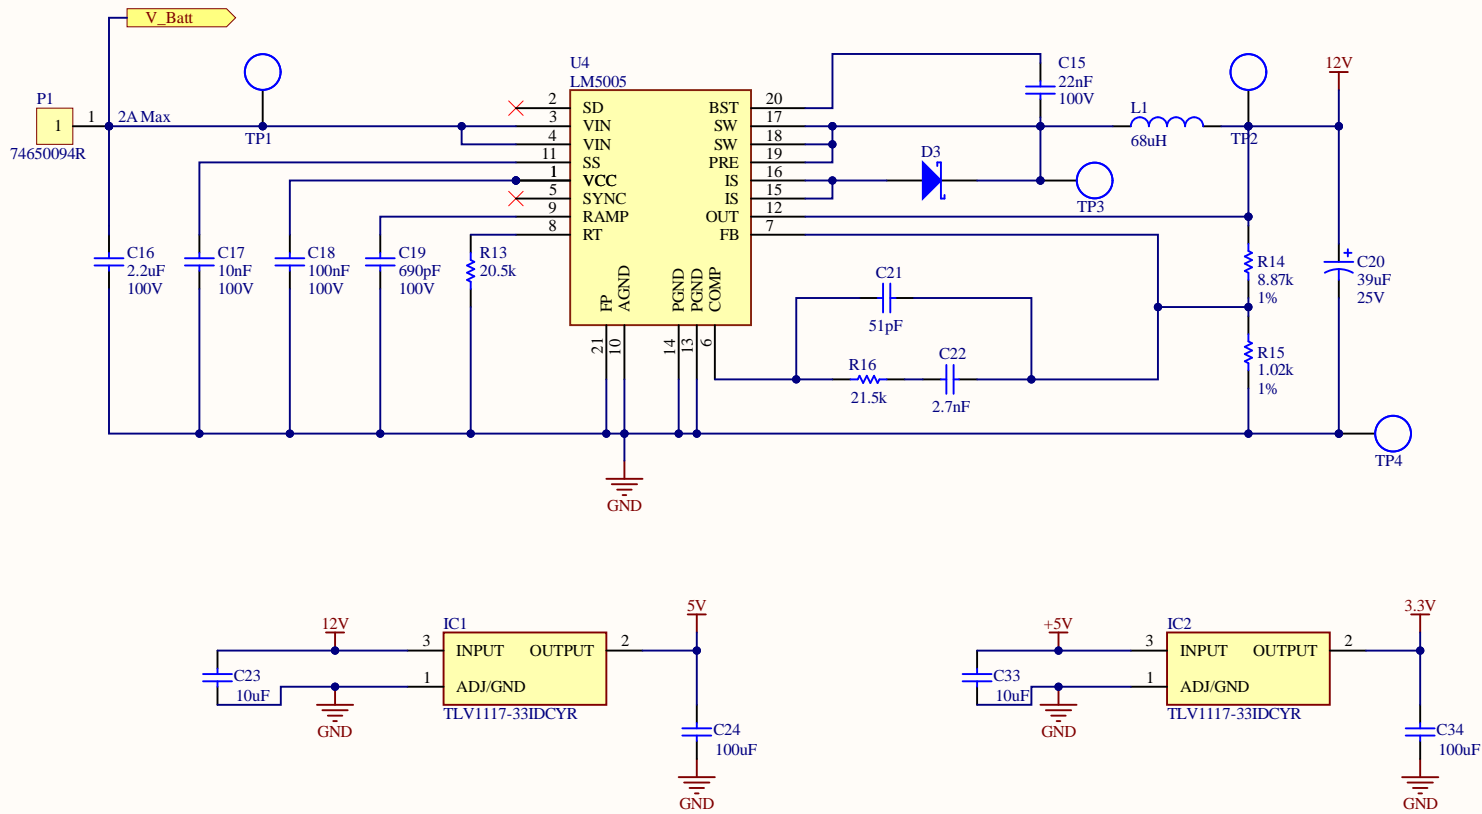 V_Batt
P1
1
1
2A Max
74650094R
TP1
U4
LM5005
2
SD
3
VIN
4
VIN
11
SS
1
VCC
5
SYNC
9
RAMP
8
RT
BST
20
SW
17
SW
18
PRE
19
IS
16
IS
15
OUT
12
FB
7
FP
AGND
PGND
PGND
COMP
21
10
14
13
6
C15
22nF
100V
L1
68uH
TP2
12V
D3
TP3
C16
2.2uF
100V
C17
10nF
100V
C18
100nF
100V
C19
690pF
100V
R13
20.5k
C21
51pF
R16
21.5k
C22
2.7nF
R14
8.87k
1%
R15
1.02k
1%
+
C20
39uF
25V
TP4
GND
12V
IC1
3
INPUT
OUTPUT
2
1
ADJ/GND
TLV1117-33IDCYR
C23
10uF
GND
5V
C24
100uF
GND
+5V
IC2
3
INPUT
OUTPUT
2
1
ADJ/GND
TLV1117-33IDCYR
C33
10uF
GND
3.3V
C34
100uF
GND